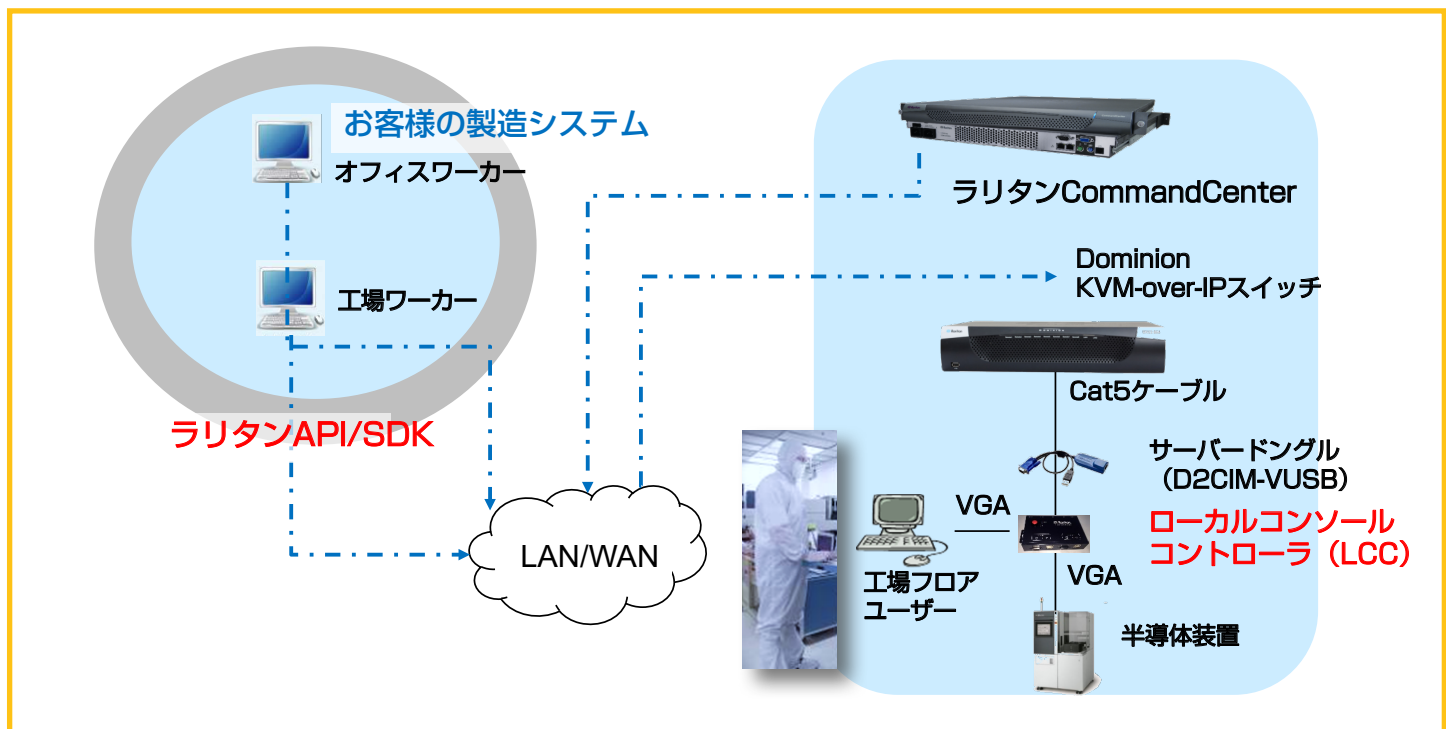 お客様の製造システム
オフィスワーカー
工場ワーカー
ラリタンAPI/SDK
LAN/WAN
ラリタンCommandCenter
Dominion
KVM-over-IPスイッチ
Cat5ケーブル
サーバードングル
（D2CIM-VUSB）
VGA
ローカルコンソール
コントローラ（LCC）
工場フロア
ユーザー
VGA
半導体装置